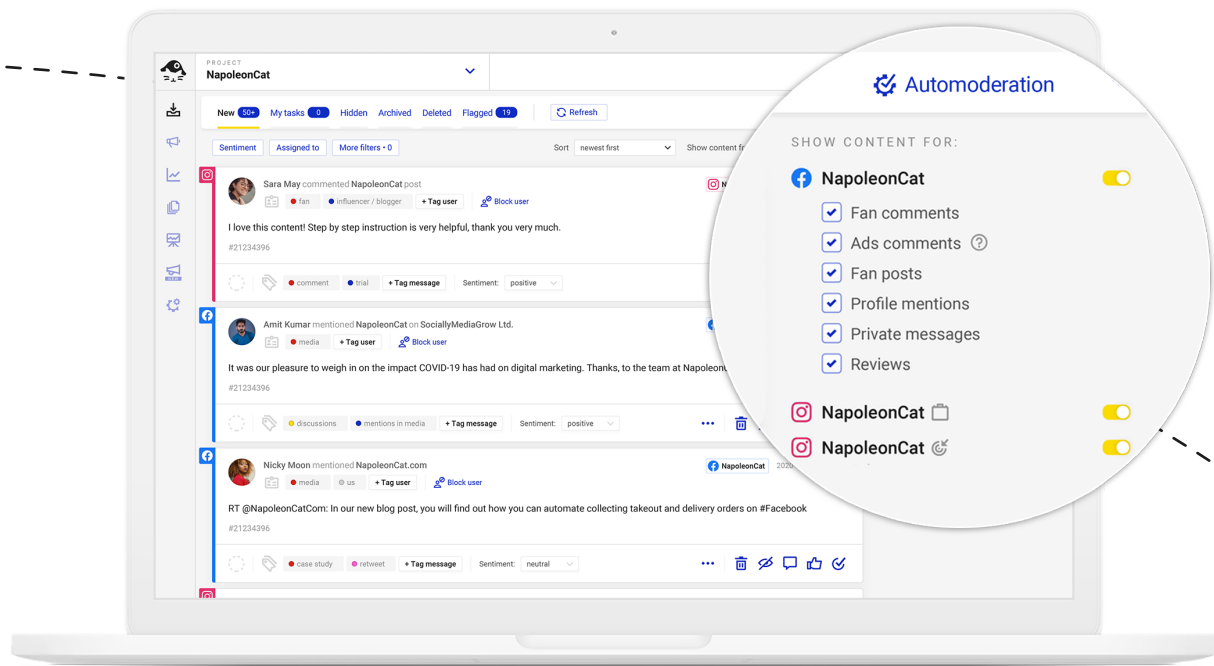 PROJECT
NapoleonCat
New 50+ My tasks 0 Hidden Archived Deleted Flagged 19 Refresh
Sentiment Assigned to More filters • 0 Sort newest first Show content
Sara May commented NapoleonCat post
fan influencer / blogger + Tag user Block user
I love this content! Step by step instruction is very helpful, thank you very much.
#21234396
comment trial + Tag message Sentiment: positive
Amit Kumar mentioned NapoleonCat on SociallyMediaGrow Ltd.
media + Tag user Block user
It was our pleasure to weigh in on the impact COVID-19 has had on digital marketing. Thanks, to the team at Napoleon
#21234396
discussions mentions in media + Tag message Sentiment: positive
Nicky Moon mentioned NapoleonCat.com
media us + Tag user Block user
NapoleonCat 2020
RT @NapoleonCatCom: In our new blog post, you will find out how you can automate collecting takeout and delivery orders on #Facebook
#21234396
case study retweet + Tag message Sentiment: neutral
Automoderation
SHOW CONTENT FOR:
NapoleonCat
Fan comments
Ads comments ?
Fan posts
Profile mentions
Private messages
Reviews
NapoleonCat
NapoleonCat